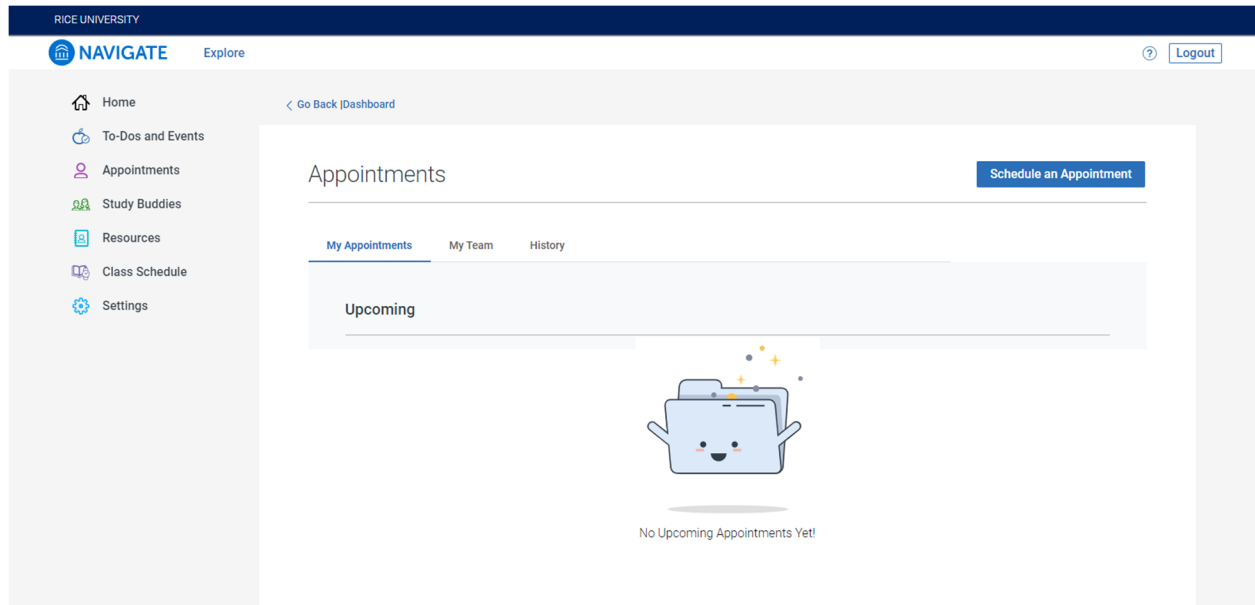 RICE UNIVERSITY
NAVIGATE
Explore
?
Logout
Home
To-Dos and Events
Appointments
Study Buddies
Resources
Class Schedule
Settings
Go Back |Dashboard
Appointments
Schedule an Appointment
My Appointments My Team History
Upcoming
No Upcoming Appointments Yet!